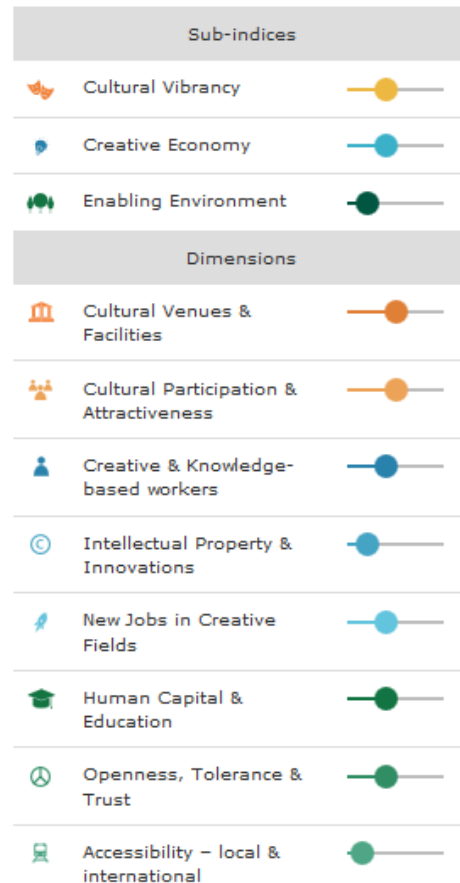 Sub-indices
Cultural Vibrancy
Creative Economy
Enabling Environment
Dimensions
Cultural Venues &
Facilities
Cultural Participation &
Attractiveness
Creative & Knowledge-
based workers
©
Intellectual Property &
Innovations
New Jobs in Creative
Fields
Human Capital &
Education
Openness, Tolerance &
Trust
Accessibility – local &
international